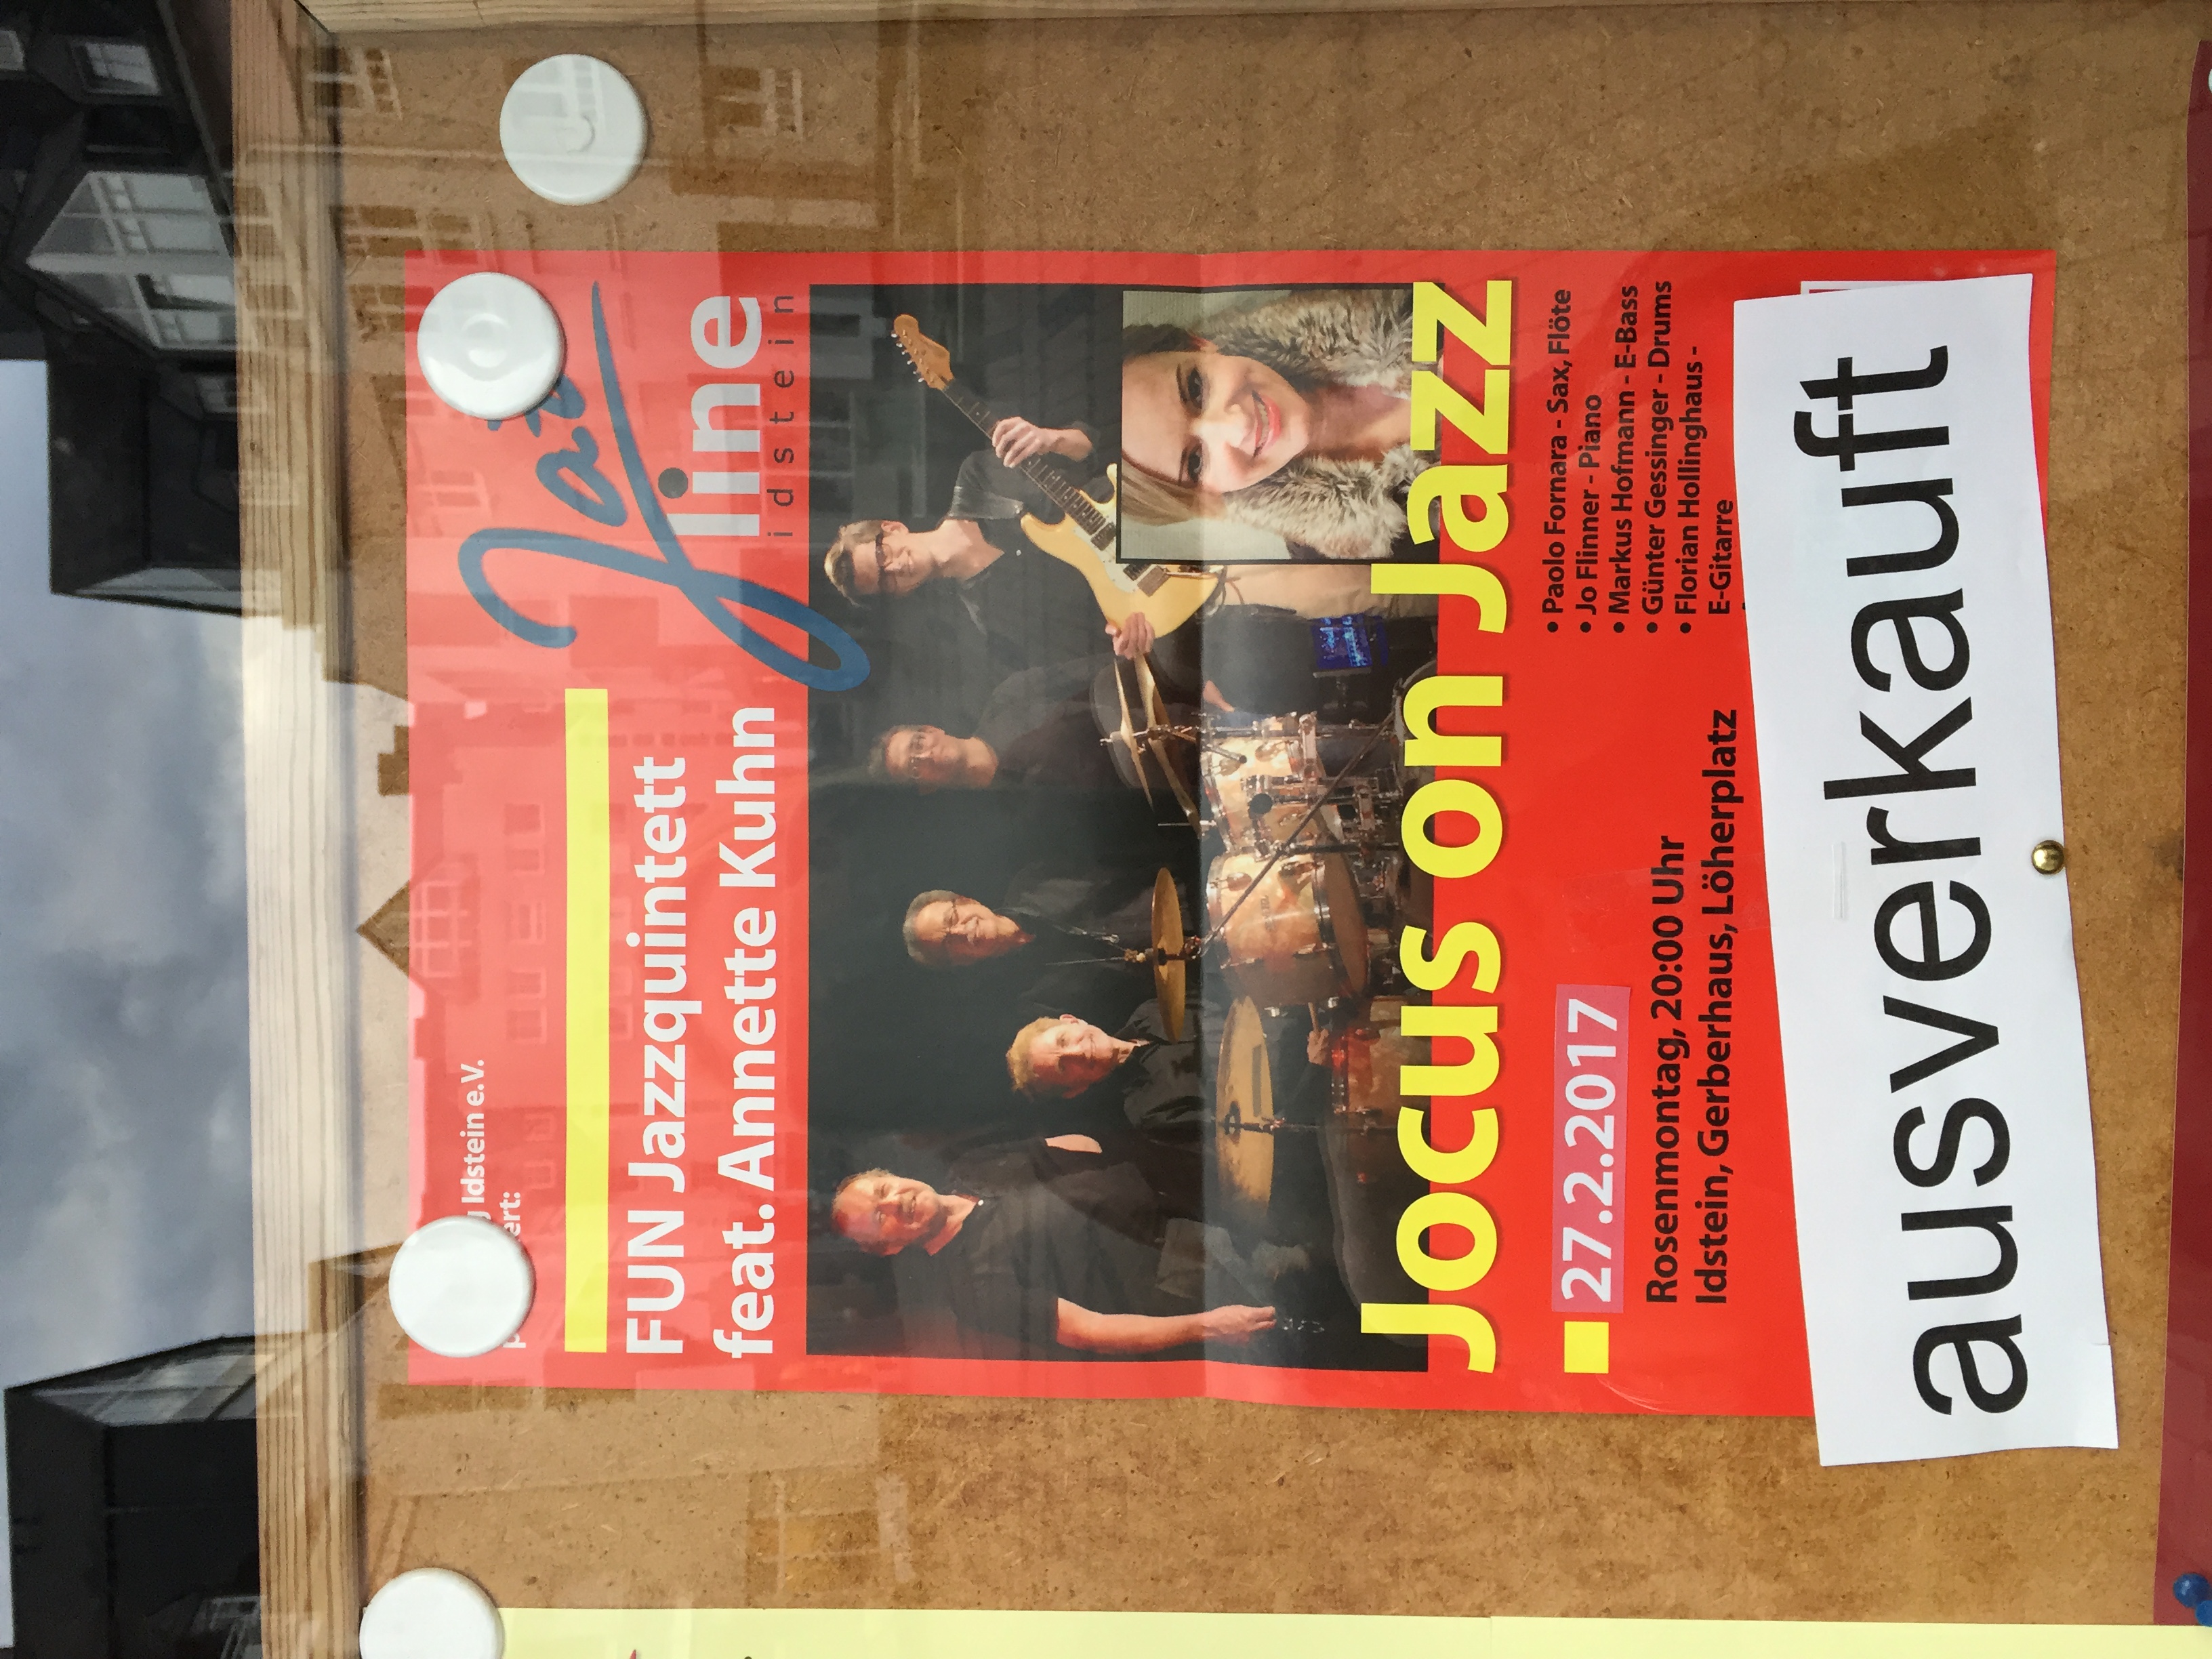 Idstein e.V.
Jazz
line
idstein
FUN Jazzquintett
feat. Annette Kuhn
Jocus on Jazz
27.2.2017
Rosenmontag, 20:00 Uhr
Idstein, Gerberhaus, Löherplatz
• Paolo Fornara - Sax, Flöte
• Jo Flinner - Piano
• Markus Hofmann - E-Bass
• Günter Gessinger - Drums
• Florian Hollinghaus -
E-Gitarre
ausverkauft